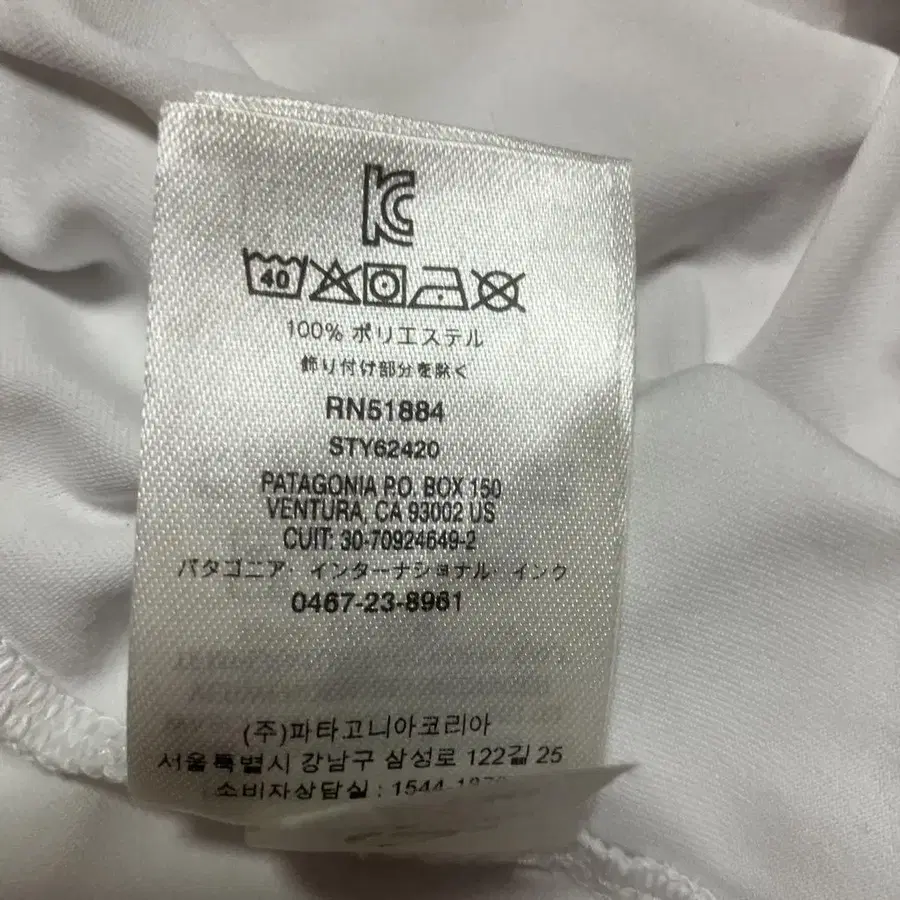 KC
40
100% ポリエステル
飾り付け部分を除く
RN51884
STY62420
PATAGONIA P.O. BOX 150
VENTURA, CA 93002 US
CUIT: 30-70924649-2
パタゴニア・インターナショナル・インク
0467-23-8961
(주)파타고니아코리아
서울특별시 강남구 삼성로 122길 25
소비자상담실 :